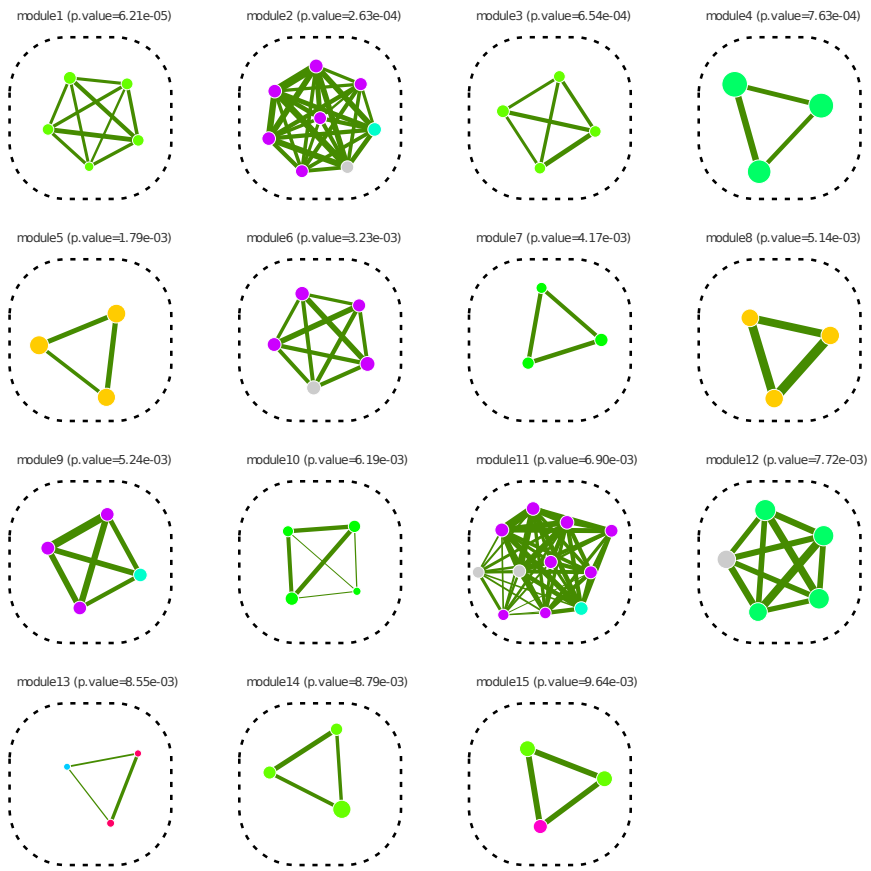 module1 (p.value=6.21e-05)
module2 (p.value=2.63e-04)
module3 (p.value=6.54e-04)
module4 (p.value=7.63e-04)
module5 (p.value=1.79e-03)
module6 (p.value=3.23e-03)
module7 (p.value=4.17e-03)
module8 (p.value=5.14e-03)
module9 (p.value=5.24e-03)
module10 (p.value=6.19e-03)
module11 (p.value=6.90e-03)
module12 (p.value=7.72e-03)
module13 (p.value=8.55e-03)
module14 (p.value=8.79e-03)
module15 (p.value=9.64e-03)